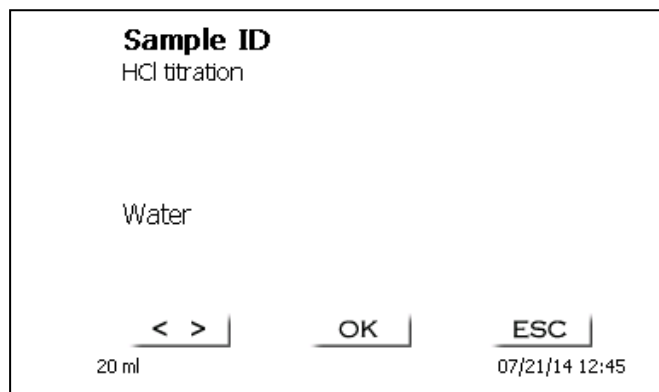 Sample ID
HCl titration
Water
< > OK ESC
20 ml 07/21/14 12:45